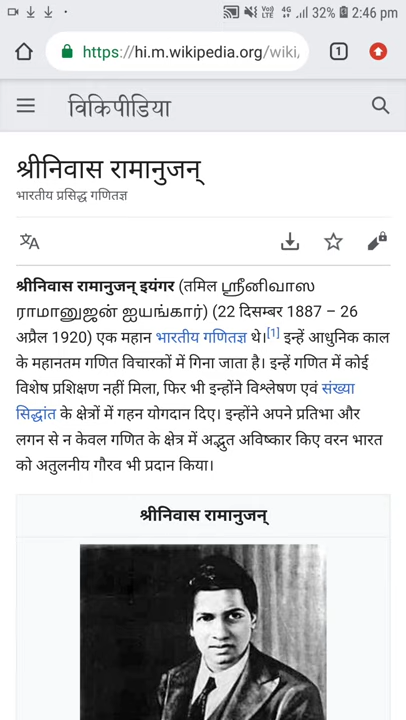 32% 2:46 pm
https://hi.m.wikipedia.org/wiki,
1
विकिपीडिया
श्रीनिवास रामानुजन्
भारतीय प्रसिद्ध गणितज्ञ
श्रीनिवास रामानुजन् इयंगर (तमिल ஸ்ரீனிவாஸ
ராமானுஜன் ஐயங்கார்) (22 दिसम्बर 1887 – 26
अप्रैल 1920) एक महान भारतीय गणितज्ञ थे।[1] इन्हें आधुनिक काल
के महानतम गणित विचारकों में गिना जाता है। इन्हें गणित में कोई
विशेष प्रशिक्षण नहीं मिला, फिर भी इन्होंने विश्लेषण एवं संख्या
सिद्धांत के क्षेत्रों में गहन योगदान दिए। इन्होंने अपने प्रतिभा और
लगन से न केवल गणित के क्षेत्र में अद्भुत अविष्कार किए वरन भारत
को अतुलनीय गौरव भी प्रदान किया।
श्रीनिवास रामानुजन्